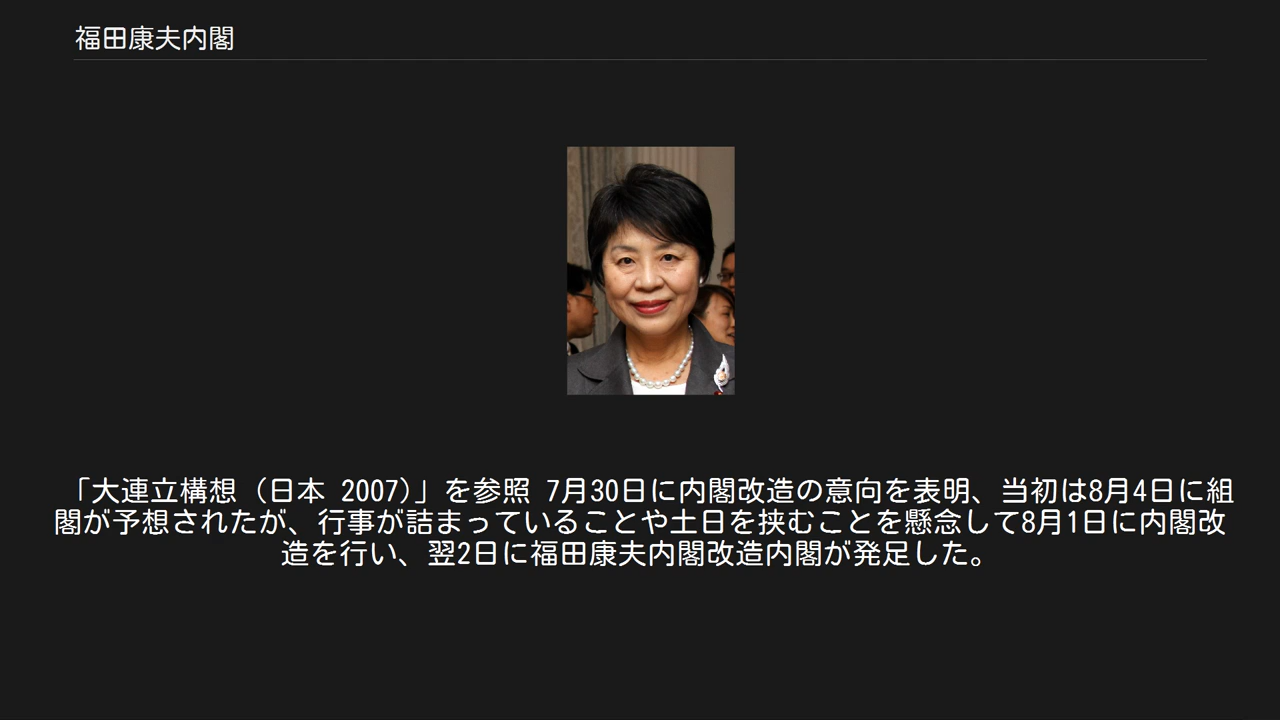 福田康夫内閣
「大連立構想 (日本 2007)」を参照 7月30日に内閣改造の意向を表明、当初は8月4日に組
閣が予想されたが、行事が詰まっていることや土日を挟むことを懸念して8月1日に内閣改
造を行い、翌2日に福田康夫内閣改造内閣が発足した。